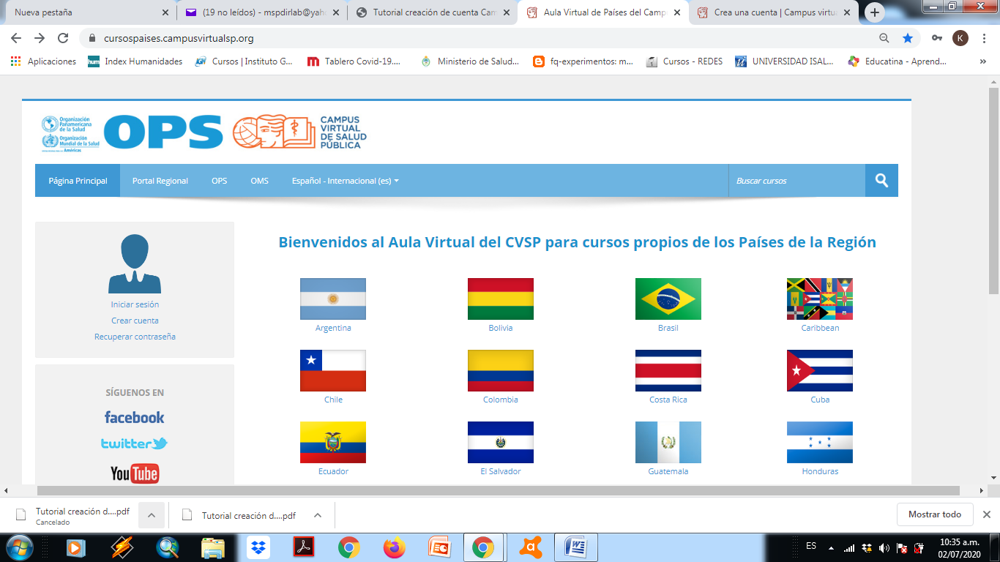 Nueva pestaña
(19 no leídos) - mspdirlab@yah
Tutorial creación de cuenta Cam
Aula Virtual de Países del Camp
Crea una cuenta | Campus virtu
cursospaises.campusvirtualsp.org
K
Aplicaciones
hum Index Humanidades
Cursos | Instituto G...
Tablero Covid-19....
Ministerio de Salud...
fq-experimentos: m...
Cursos - REDES
UNIVERSIDAD ISAL...
Educatina - Aprend...
»
Organización
Panamericana
de la Salud
Organización
Mundial de la Salud
Américas
OPS
CAMPUS
VIRTUAL
DE SALUD
PÚBLICA
Página Principal
Portal Regional
OPS
OMS
Español - Internacional (es)
Buscar cursos
Iniciar sesión
Crear cuenta
Recuperar contraseña
SÍGUENOS EN
facebook
twitter
YouTube
Bienvenidos al Aula Virtual del CVSP para cursos propios de los Países de la Región
Argentina
Bolivia
Brasil
Caribbean
Chile
Colombia
Costa Rica
Cuba
Ecuador
El Salvador
Guatemala
Honduras
Tutorial creación d....pdf
Cancelado
Tutorial creación d....pdf
Mostrar todo
ES
10:35 a.m.
02/07/2020